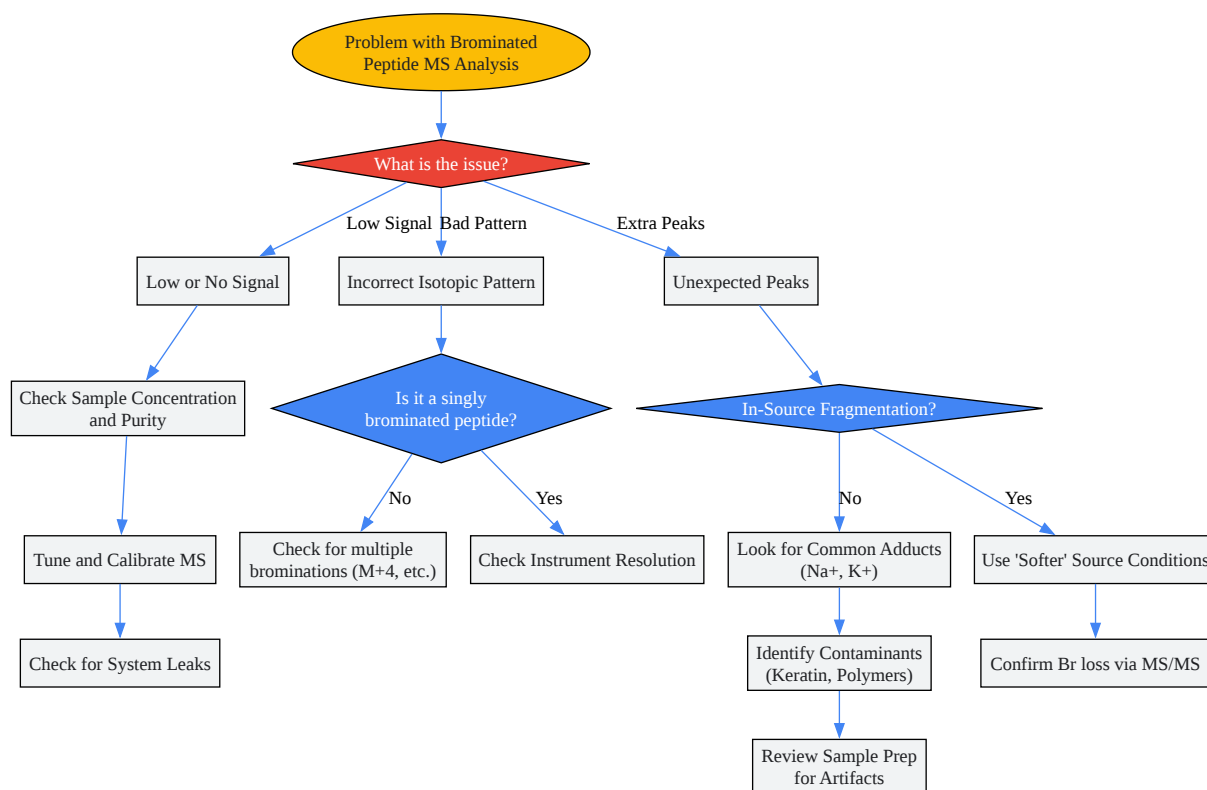 Problem with Brominated
Peptide MS Analysis
What is the issue?
Low Signal
Bad Pattern
Extra Peaks
Low or No Signal
Incorrect Isotopic Pattern
Unexpected Peaks
Check Sample Concentration
and Purity
Is it a singly
brominated peptide?
In-Source Fragmentation?
No
Yes
No
Yes
Tune and Calibrate MS
Check for multiple
brominations (M+4, etc.)
Check Instrument Resolution
Look for Common Adducts
(Na+, K+)
Use 'Softer' Source Conditions
Check for System Leaks
Identify Contaminants
(Keratin, Polymers)
Confirm Br loss via MS/MS
Review Sample Prep
for Artifacts